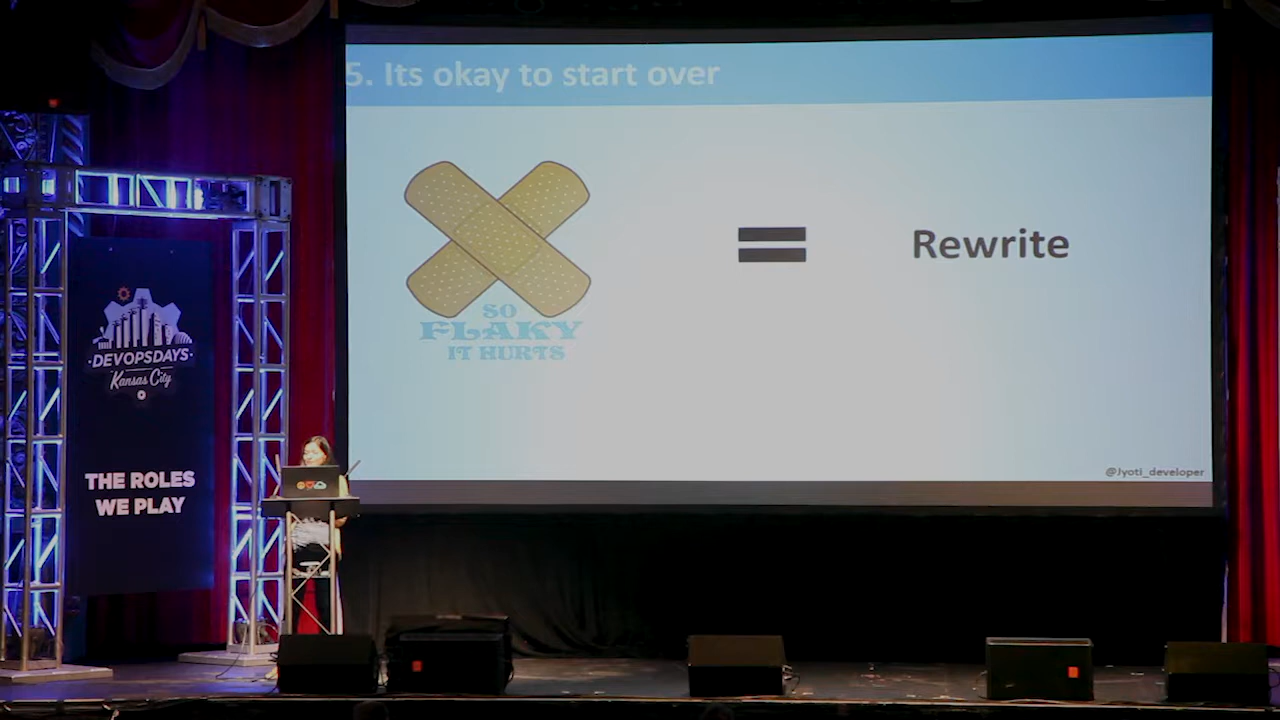 5. Its okay to start over
SO
FLAKY
IT HURTS
Rewrite
@Jyoti_developer
DEVOPSDAYS
Kansas City
THE ROLES
WE PLAY